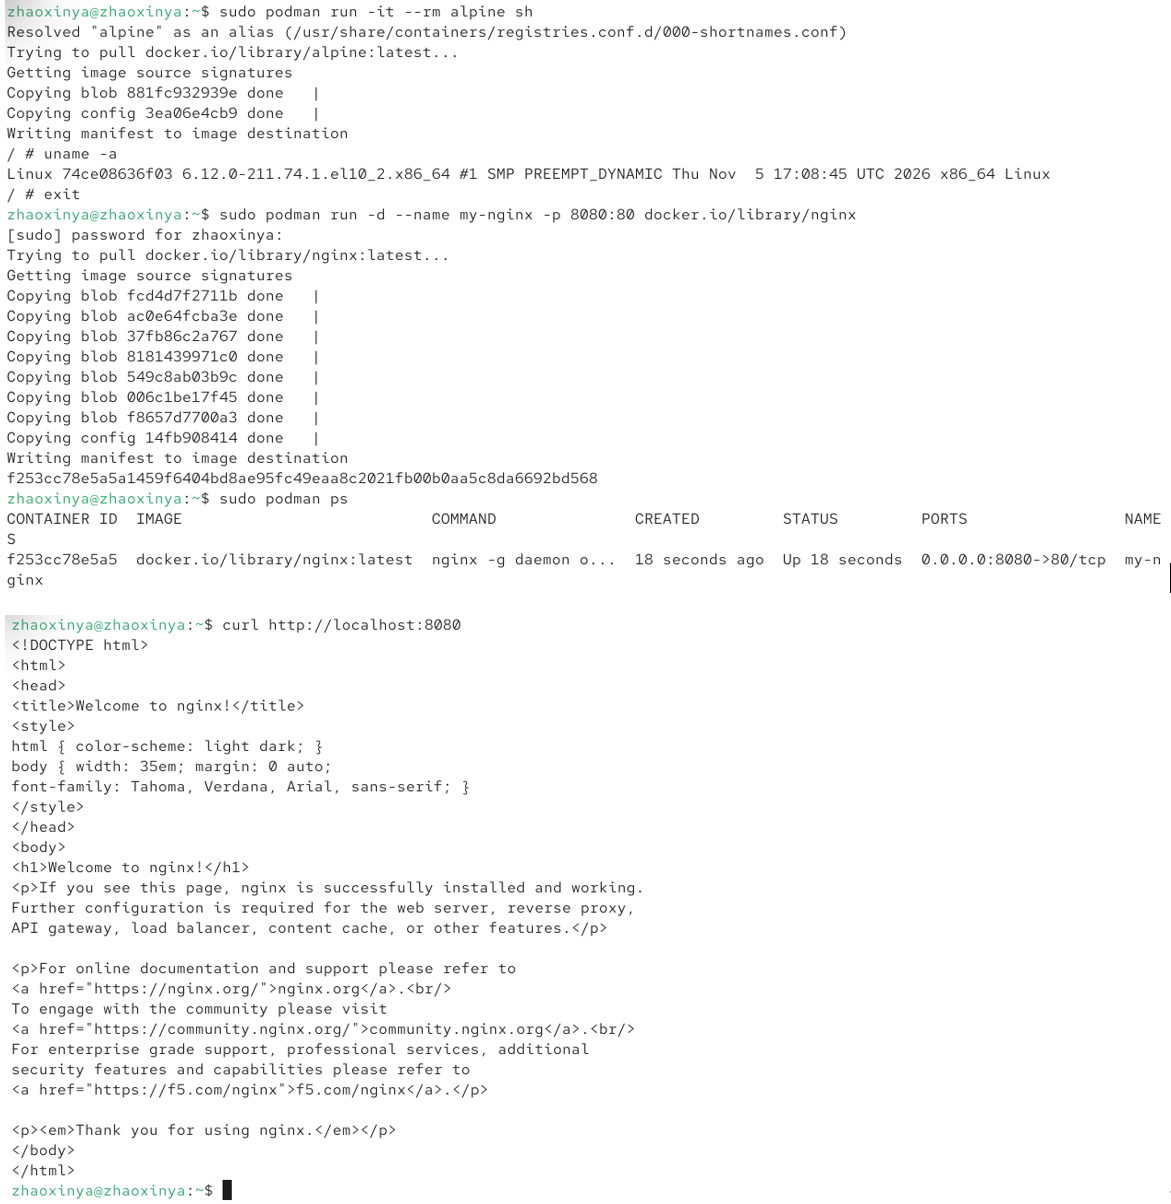 zhaoxinya@zhaoxinya:~$ sudo podman run -it --rm alpine sh
Resolved "alpine" as an alias (/usr/share/containers/registries.conf.d/000-shortnames.conf)
Trying to pull docker.io/library/alpine:latest...
Getting image source signatures
Copying blob 881fc932939e done   |
Copying config 3ea06e4cb9 done   |
Writing manifest to image destination
/ # uname -a
Linux 74ce08636f03 6.12.0-211.74.1.el10_2.x86_64 #1 SMP PREEMPT_DYNAMIC Thu Nov  5 17:08:45 UTC 2026 x86_64 Linux
/ # exit
zhaoxinya@zhaoxinya:~$ sudo podman run -d --name my-nginx -p 8080:80 docker.io/library/nginx
[sudo] password for zhaoxinya:
Trying to pull docker.io/library/nginx:latest...
Getting image source signatures
Copying blob fcd4d7f2711b done   |
Copying blob ac0e64fcba3e done   |
Copying blob 37fb86c2a767 done   |
Copying blob 8181439971c0 done   |
Copying blob 549c8ab03b9c done   |
Copying blob 006c1be17f45 done   |
Copying blob f8657d7700a3 done   |
Copying config 14fb908414 done   |
Writing manifest to image destination
f253cc78e5a5a1459f6404bd8ae95fc49eaa8c2021fb00b0aa5c8da6692bd568
zhaoxinya@zhaoxinya:~$ sudo podman ps
CONTAINER ID  IMAGE                           COMMAND               CREATED         STATUS         PORTS                 NAME
S
f253cc78e5a5  docker.io/library/nginx:latest  nginx -g daemon o...  18 seconds ago  Up 18 seconds  0.0.0.0:8080->80/tcp  my-n
ginx
zhaoxinya@zhaoxinya:~$ curl http://localhost:8080
<!DOCTYPE html>
<html>
<head>
<title>Welcome to nginx!</title>
<style>
html { color-scheme: light dark; }
body { width: 35em; margin: 0 auto;
font-family: Tahoma, Verdana, Arial, sans-serif; }
</style>
</head>
<body>
<h1>Welcome to nginx!</h1>
<p>If you see this page, nginx is successfully installed and working.
Further configuration is required for the web server, reverse proxy,
API gateway, load balancer, content cache, or other features.</p>

<p>For online documentation and support please refer to
<a href="https://nginx.org/">nginx.org</a>.<br/>
To engage with the community please visit
<a href="https://community.nginx.org/">community.nginx.org</a>.<br/>
For enterprise grade support, professional services, additional
security features and capabilities please refer to
<a href="https://f5.com/nginx">f5.com/nginx</a>.</p>

<p><em>Thank you for using nginx.</em></p>
</body>
</html>
zhaoxinya@zhaoxinya:~$